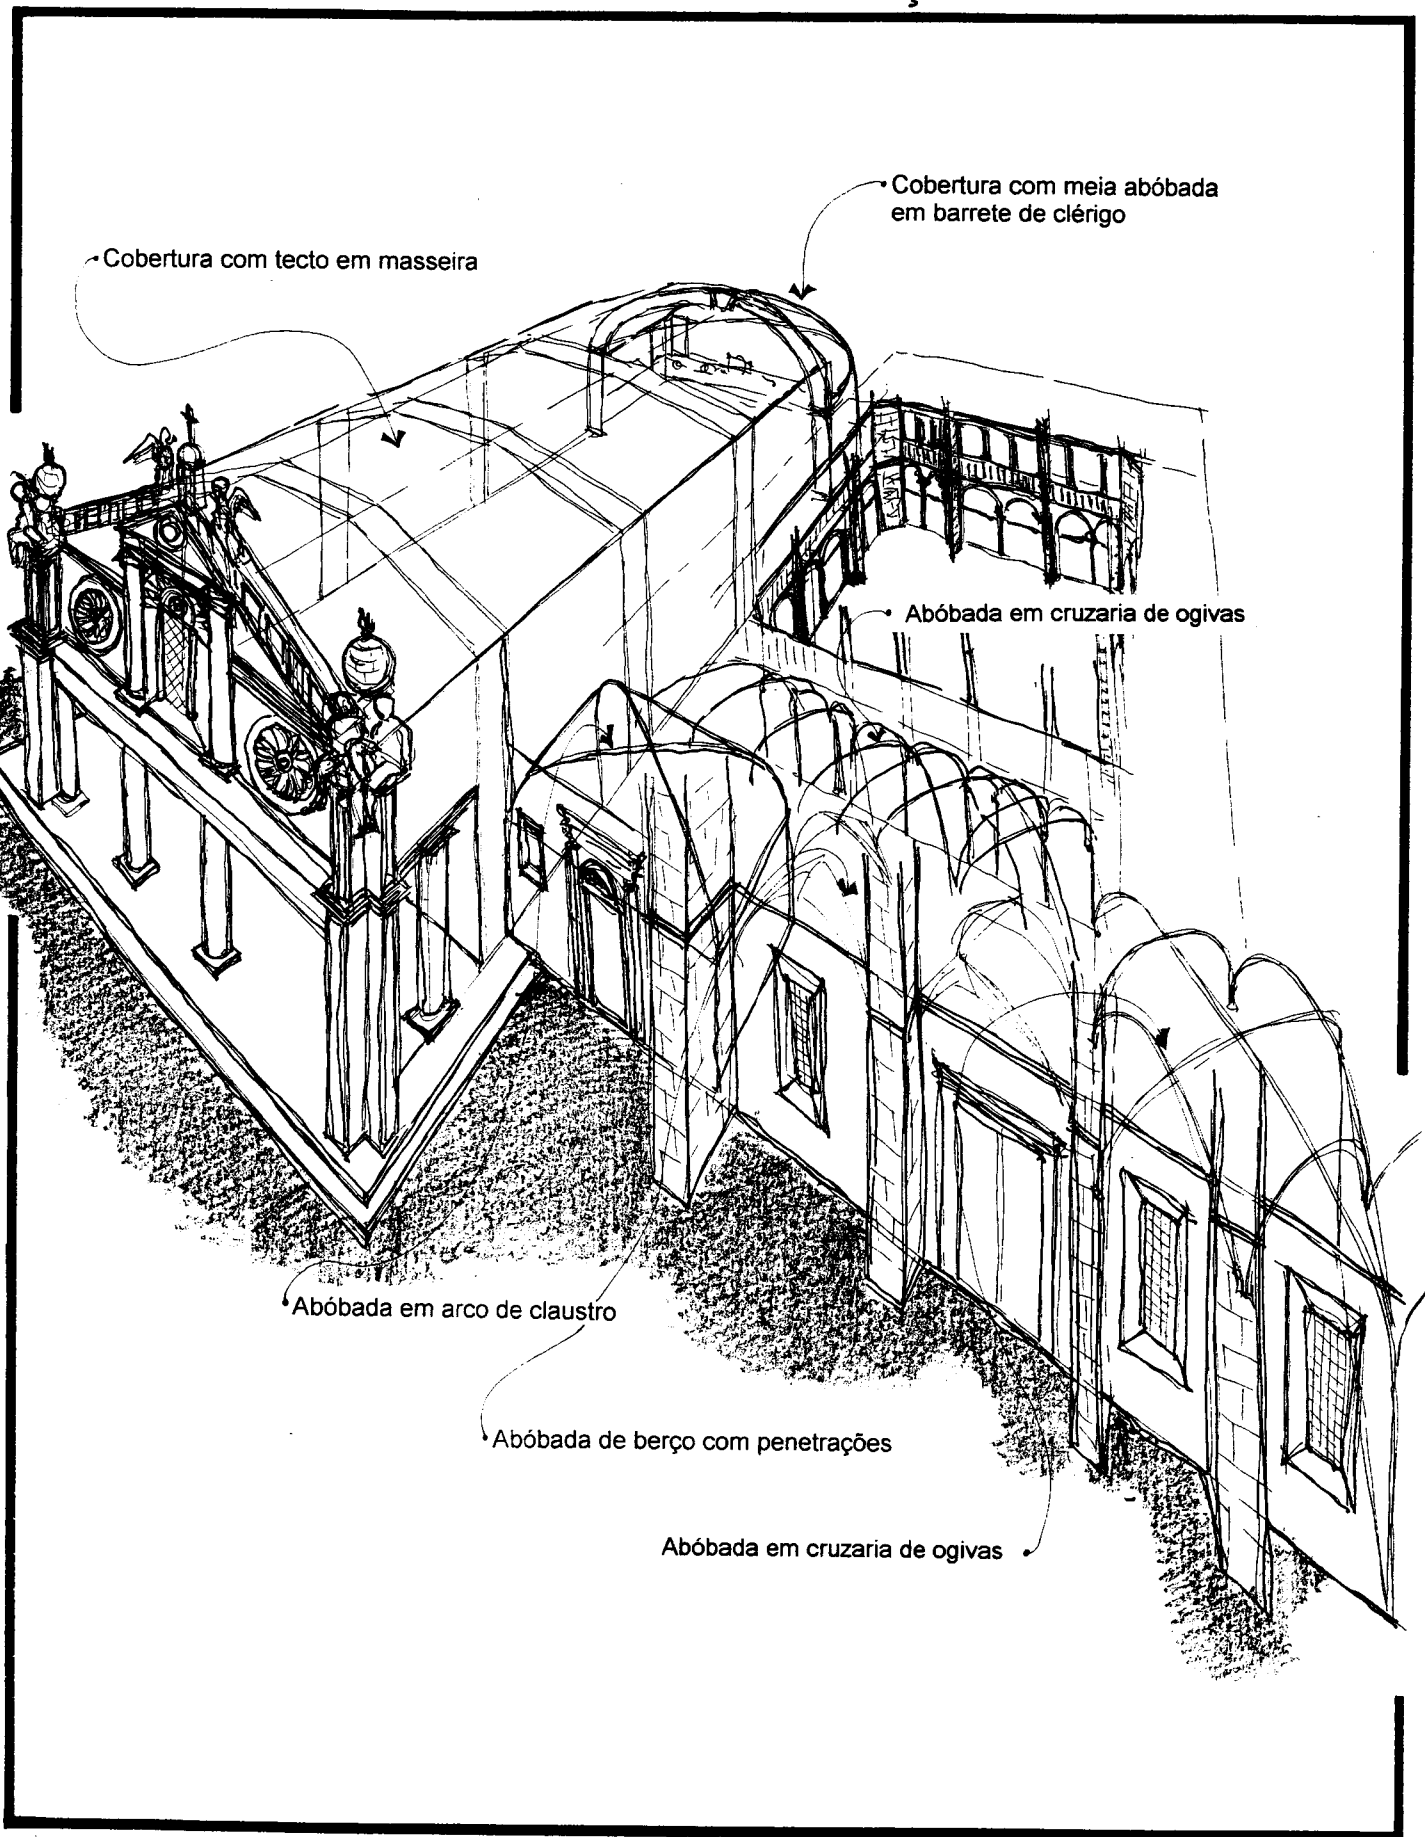 Cobertura com meia abóbada
em barrete de clérigo
Cobertura com tecto em masseira
Abóbada em cruzaria de ogivas
Abóbada em arco de claustro
Abóbada de berço com penetrações
Abóbada em cruzaria de ogivas